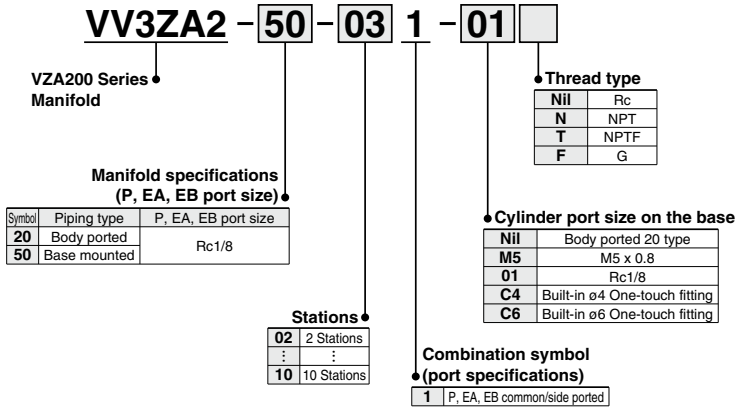 VV3ZA2 - 50 - 03 1 - 01
VZA200 Series
Manifold
Thread type
Nil Rc
N NPT
T NPTF
F G
Manifold specifications
(P, EA, EB port size)
Symbol Piping type P, EA, EB port size
20 Body ported Rc1/8
50 Base mounted
Cylinder port size on the base
Nil Body ported 20 type
M5 M5 x 0.8
01 Rc1/8
C4 Built-in ø4 One-touch fitting
C6 Built-in ø6 One-touch fitting
Stations
02 2 Stations
⋮ ⋮
10 10 Stations
Combination symbol
(port specifications)
1 P, EA, EB common/side ported